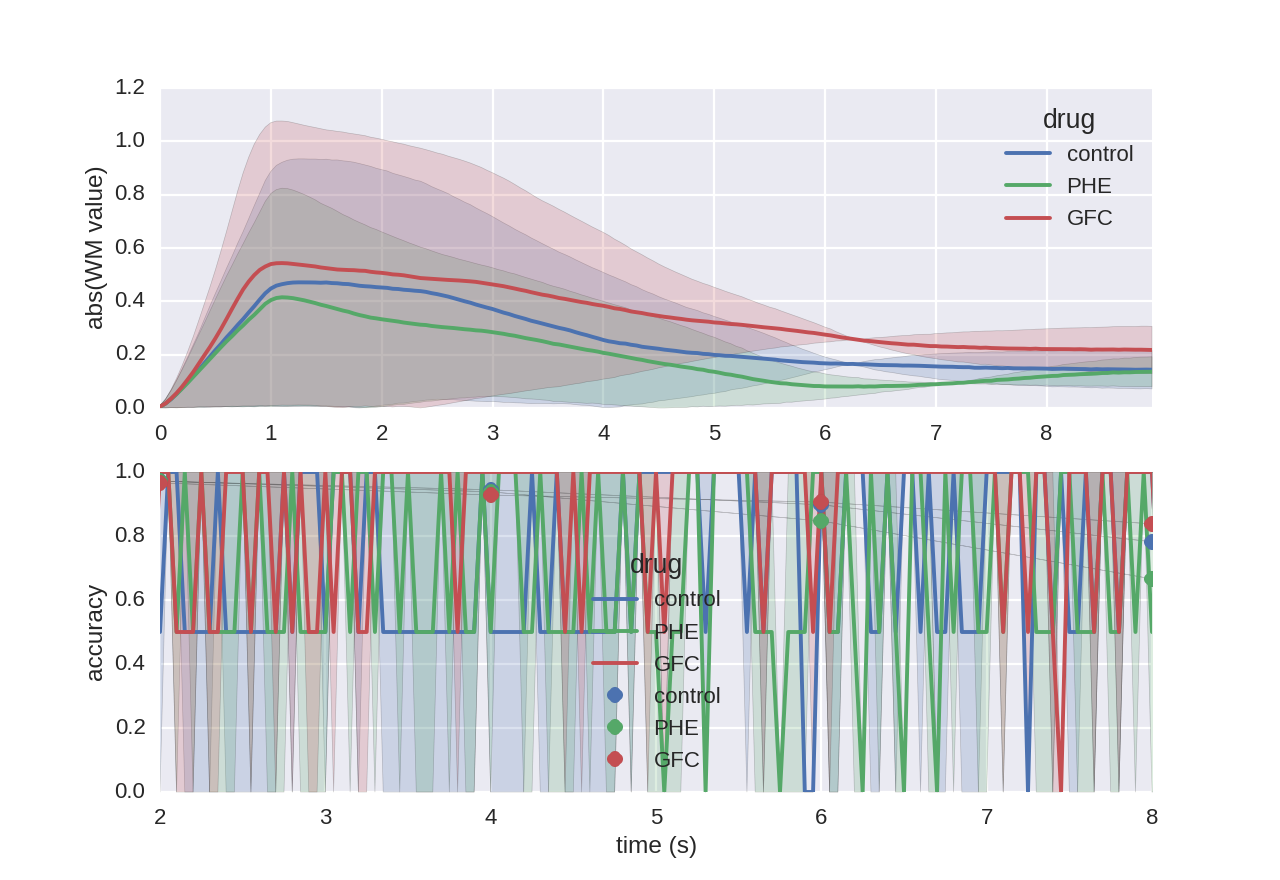 1.2
1.0
0.8
0.6
0.4
0.2
0.0
abs(WM value)
drug
control
PHE
GFC
0 1 2 3 4 5 6 7 8
1.0
0.8
0.6
0.4
0.2
0.0
accuracy
drug
control
PHE
GFC
control
PHE
GFC
2 3 4 5 6 7 8
time (s)